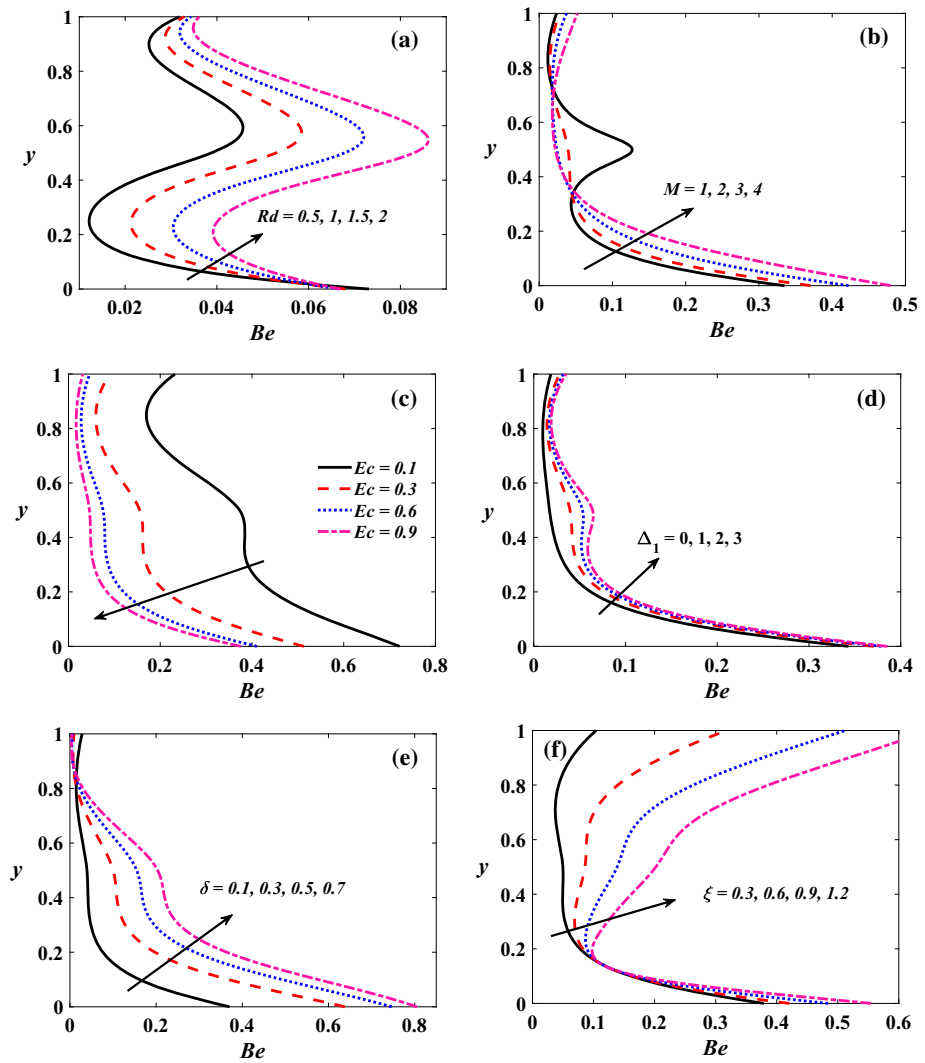 (a)
y
1
0.8
0.6
0.4
0.2
0
Rd = 0.5, 1, 1.5, 2
0.02 0.04 0.06 0.08
Be
(b)
y
1
0.8
0.6
0.4
0.2
0
M = 1, 2, 3, 4
0 0.1 0.2 0.3 0.4 0.5
Be
(c)
y
1
0.8
0.6
0.4
0.2
0
Ec = 0.1
Ec = 0.3
Ec = 0.6
Ec = 0.9
0 0.2 0.4 0.6 0.8
Be
(d)
y
1
0.8
0.6
0.4
0.2
0
Δ₁ = 0, 1, 2, 3
0 0.1 0.2 0.3 0.4
Be
(e)
y
1
0.8
0.6
0.4
0.2
0
δ = 0.1, 0.3, 0.5, 0.7
0 0.2 0.4 0.6 0.8
Be
(f)
y
1
0.8
0.6
0.4
0.2
0
ξ = 0.3, 0.6, 0.9, 1.2
0 0.1 0.2 0.3 0.4 0.5 0.6
Be